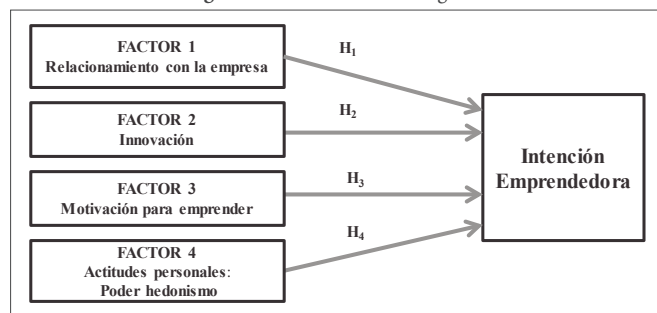 FACTOR 1
Relacionamiento con la empresa
H1
FACTOR 2
Innovación
H2
FACTOR 3
Motivación para emprender
H3
FACTOR 4
Actitudes personales:
Poder hedonismo
H4
Intención
Emprendedora